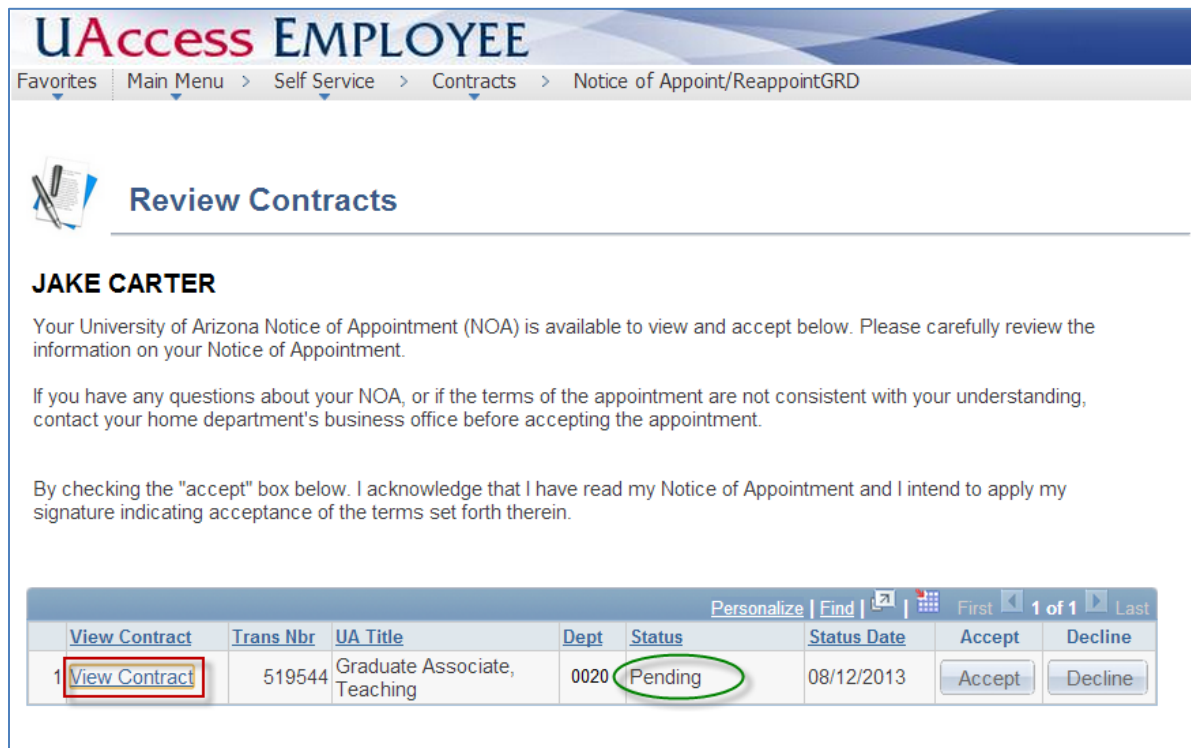 UACCESS EMPLOYEE
Favorites Main Menu > Self Service > Contracts > Notice of Appoint/ReappointGRD
Review Contracts
JAKE CARTER
Your University of Arizona Notice of Appointment (NOA) is available to view and accept below. Please carefully review the
information on your Notice of Appointment.
If you have any questions about your NOA, or if the terms of the appointment are not consistent with your understanding,
contact your home department's business office before accepting the appointment.
By checking the "accept" box below. I acknowledge that I have read my Notice of Appointment and I intend to apply my
signature indicating acceptance of the terms set forth therein.
Personalize | Find | | First 1 of 1 Last
View Contract Trans Nbr UA Title Dept Status Status Date Accept Decline
1 View Contract 519544 Graduate Associate, Teaching 0020 Pending 08/12/2013 Accept Decline